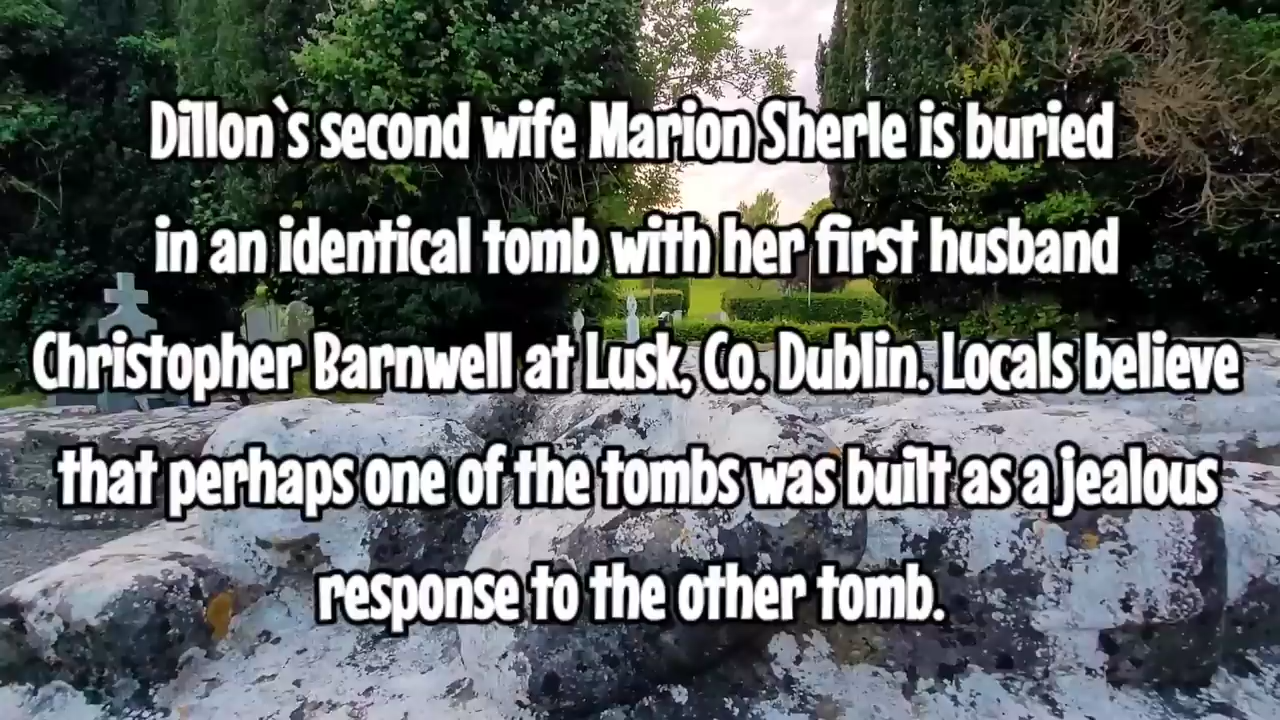 Dillon`s second wife Marion Sherle is buried
in an identical tomb with her first husband
Christopher Barnwell at Lusk, Co. Dublin. Locals believe
that perhaps one of the tombs was built as a jealous
response to the other tomb.